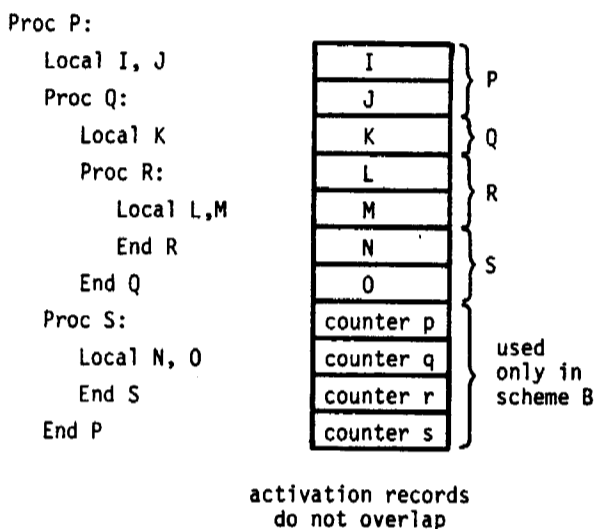 Proc P:
Local I, J
Proc Q:
Local K
Proc R:
Local L,M
End R
End Q
Proc S:
Local N, O
End S
End P
I
J
K
L
M
N
O
counter p
counter q
counter r
counter s
P
Q
R
S
used
only in
scheme B
activation records
do not overlap